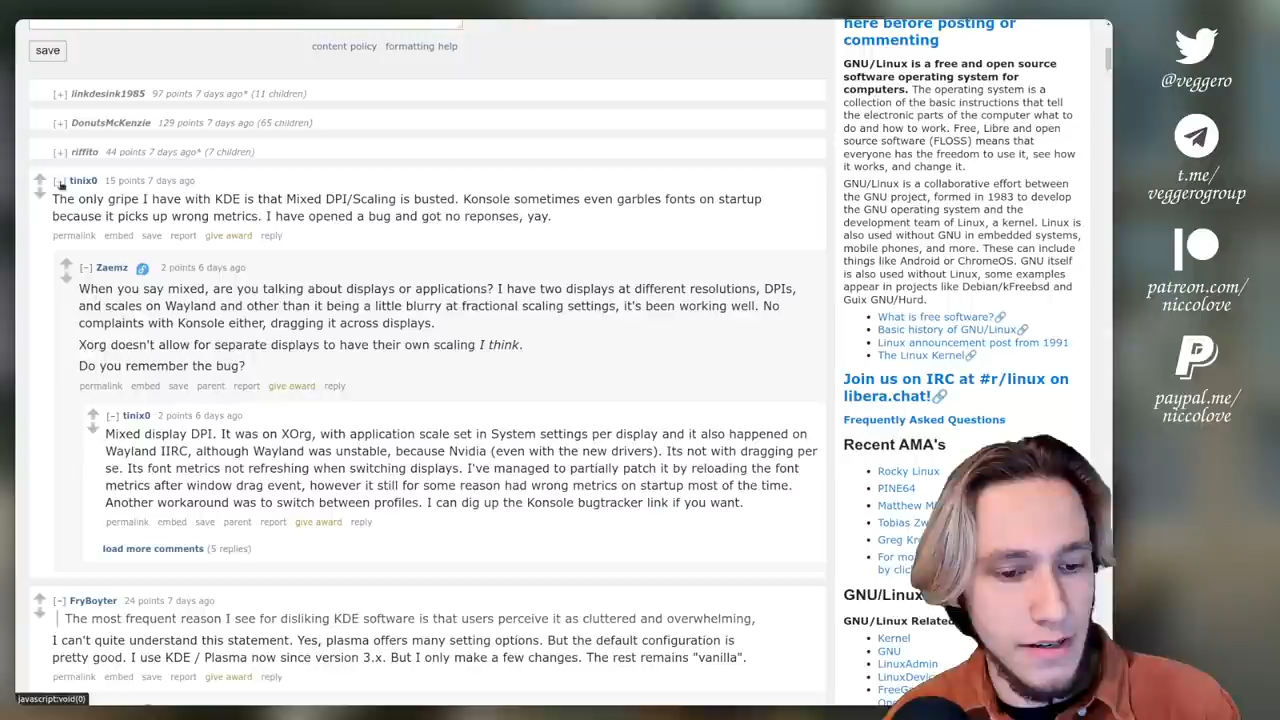 here before posting or
commenting
save
content policy
formatting help
[+] linkdesink1985 97 points 7 days ago* (11 children)
[+] DonutsMcKenzie 129 points 7 days ago (65 children)
[+] riffito 44 points 7 days ago* (7 children)
tinix0 15 points 7 days ago
The only gripe I have with KDE is that Mixed DPI/Scaling is busted. Konsole sometimes even garbles fonts on startup
because it picks up wrong metrics. I have opened a bug and got no reponses, yay.
permalink embed save report give award reply
[−] Zaemz 2 points 6 days ago
When you say mixed, are you talking about displays or applications? I have two displays at different resolutions, DPIs,
and scales on Wayland and other than it being a little blurry at fractional scaling settings, it's been working well. No
complaints with Konsole either, dragging it across displays.
Xorg doesn't allow for separate displays to have their own scaling I think.
Do you remember the bug?
permalink embed save parent report give award reply
[−] tinix0 2 points 6 days ago
Mixed display DPI. It was on XOrg, with application scale set in System settings per display and it also happened on
Wayland IIRC, although Wayland was unstable, because Nvidia (even with the new drivers). Its not with dragging per
se. Its font metrics not refreshing when switching displays. I've managed to partially patch it by reloading the font
metrics after window drag event, however it still for some reason had wrong metrics on startup most of the time.
Another workaround was to switch between profiles. I can dig up the Konsole bugtracker link if you want.
permalink embed save parent report give award reply
load more comments (5 replies)
[−] FryBoyter 24 points 7 days ago
The most frequent reason I see for disliking KDE software is that users perceive it as cluttered and overwhelming,
I can't quite understand this statement. Yes, plasma offers many setting options. But the default configuration is
pretty good. I use KDE / Plasma now since version 3.x. But I only make a few changes. The rest remains "vanilla".
permalink embed save report give award reply
javascript:void(0)
GNU/Linux is a free and open source
software operating system for
computers. The operating system is a
collection of the basic instructions that tell
the electronic parts of the computer what to
do and how to work. Free, Libre and open
source software (FLOSS) means that
everyone has the freedom to use it, see how
it works, and change it.
GNU/Linux is a collaborative effort between
the GNU project, formed in 1983 to develop
the GNU operating system and the
development team of Linux, a kernel. Linux is
also used without GNU in embedded systems,
mobile phones, and more. These can include
things like Android or ChromeOS. GNU itself
is also used without Linux, some examples
appear in projects like Debian/kFreebsd and
Guix GNU/Hurd.
What is free software?
Basic history of GNU/Linux
Linux announcement post from 1991
The Linux Kernel
Join us on IRC at #r/linux on
libera.chat!
Frequently Asked Questions
Recent AMA's
Rocky Linux
PINE64
Matthew M
Tobias Z
Greg Kr
For mo
by clic
GNU/Linux
GNU/Linux Relate
Kernel
GNU
LinuxAdmin
LinuxDevic
FreeG
Ope
@veggero
t.me/
veggerogroup
patreon.com/
niccolove
paypal.me/
niccolove